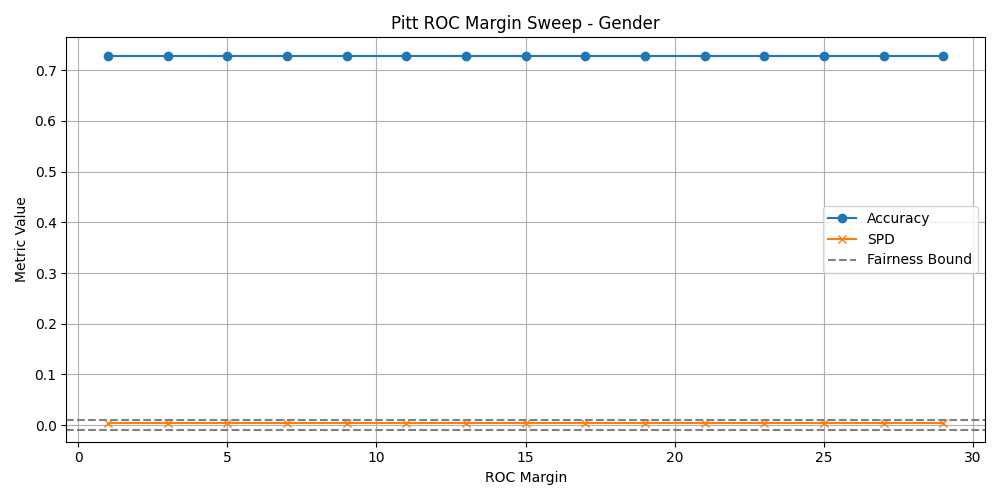 Pitt ROC Margin Sweep - Gender
Metric Value
0.7
0.6
0.5
0.4
0.3
0.2
0.1
0.0
Accuracy
SPD
Fairness Bound
0 5 10 15 20 25 30
ROC Margin